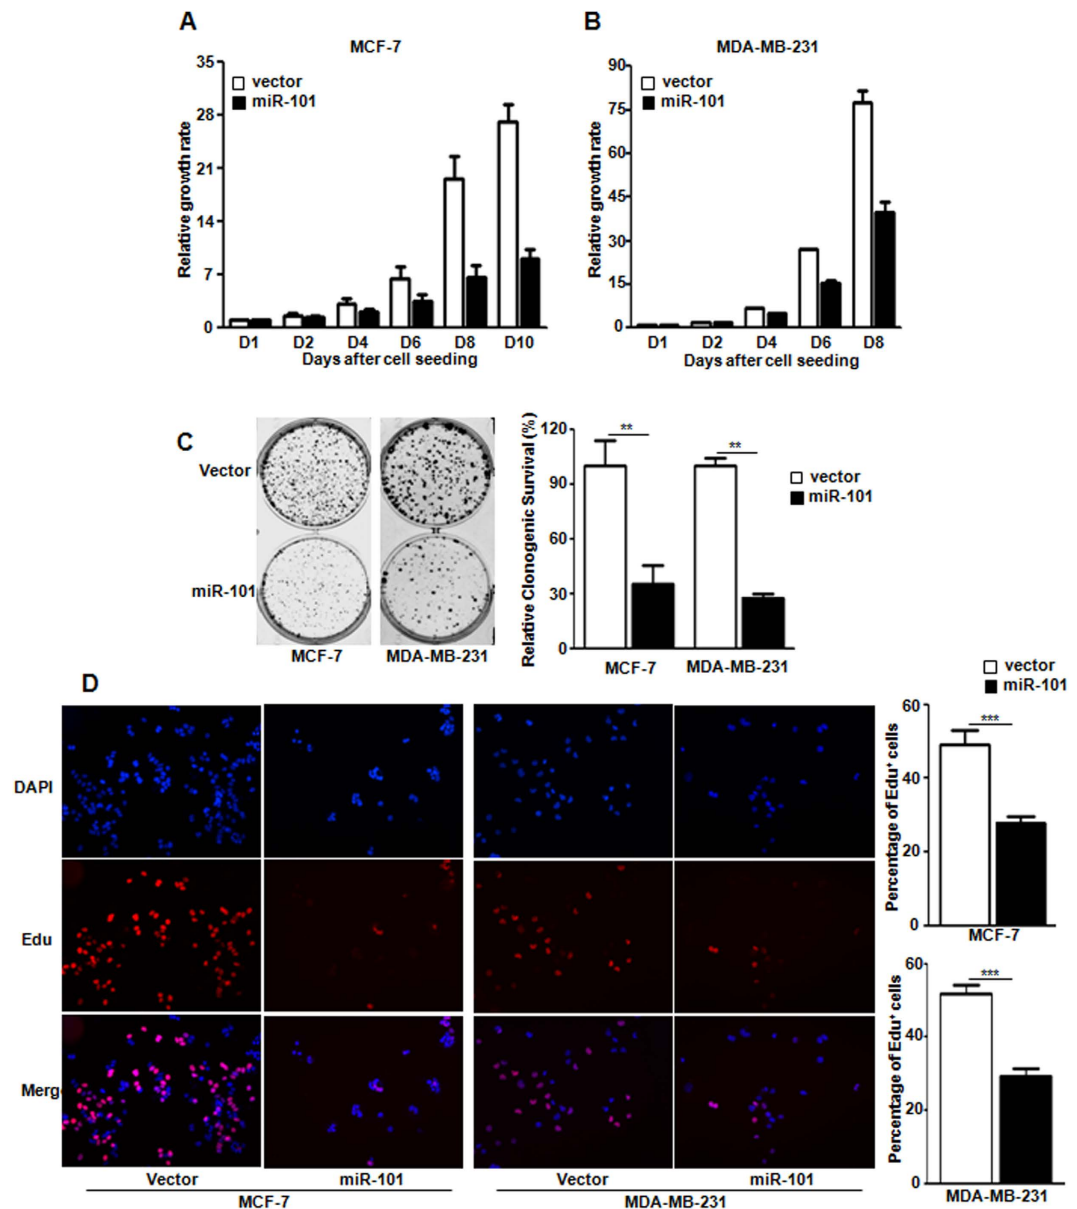 A
MCF-7
Relative growth rate
35
28
21
14
7
0
vector
miR-101
D1 D2 D4 D6 D8 D10
Days after cell seeding
B
MDA-MB-231
Relative growth rate
90
75
60
45
30
15
0
vector
miR-101
D1 D2 D4 D6 D8
Days after cell seeding
C
Vector
miR-101
MCF-7 MDA-MB-231
Relative Clonogenic Survival (%)
120
90
60
30
0
** **
vector
miR-101
MCF-7 MDA-MB-231
D
DAPI
Edu
Merg
Vector miR-101 Vector miR-101
MCF-7 MDA-MB-231
vector
miR-101
Percentage of Edu⁺ cells
60
40
20
0
***
MCF-7
Percentage of Edu⁺ cells
60
40
20
0
***
MDA-MB-231